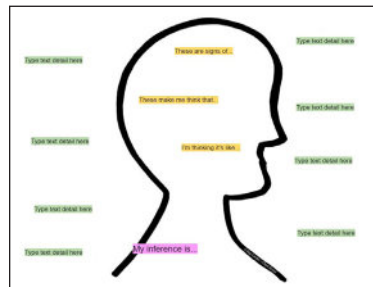 These are signs of...
Type text detail here
Type text detail here
These make me think that...
Type text detail here
Type text detail here
I'm thinking it's like...
Type text detail here
Type text detail here
Type text detail here
Type text detail here
My inference is...